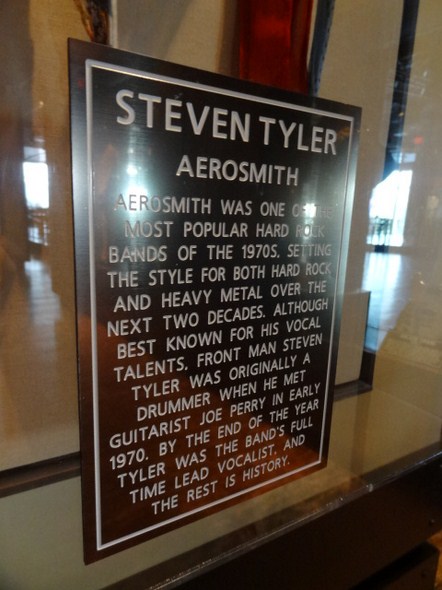 STEVEN TYLER
AEROSMITH
AEROSMITH WAS ONE OF THE
MOST POPULAR HARD ROCK
BANDS OF THE 1970S, SETTING
THE STYLE FOR BOTH HARD ROCK
AND HEAVY METAL OVER THE
NEXT TWO DECADES. ALTHOUGH
BEST KNOWN FOR HIS VOCAL
TALENTS, FRONT MAN STEVEN
TYLER WAS ORIGINALLY A
DRUMMER WHEN HE MET
GUITARIST JOE PERRY IN EARLY
1970. BY THE END OF THE YEAR
TYLER WAS THE BAND'S FULL
TIME LEAD VOCALIST, AND
THE REST IS HISTORY.